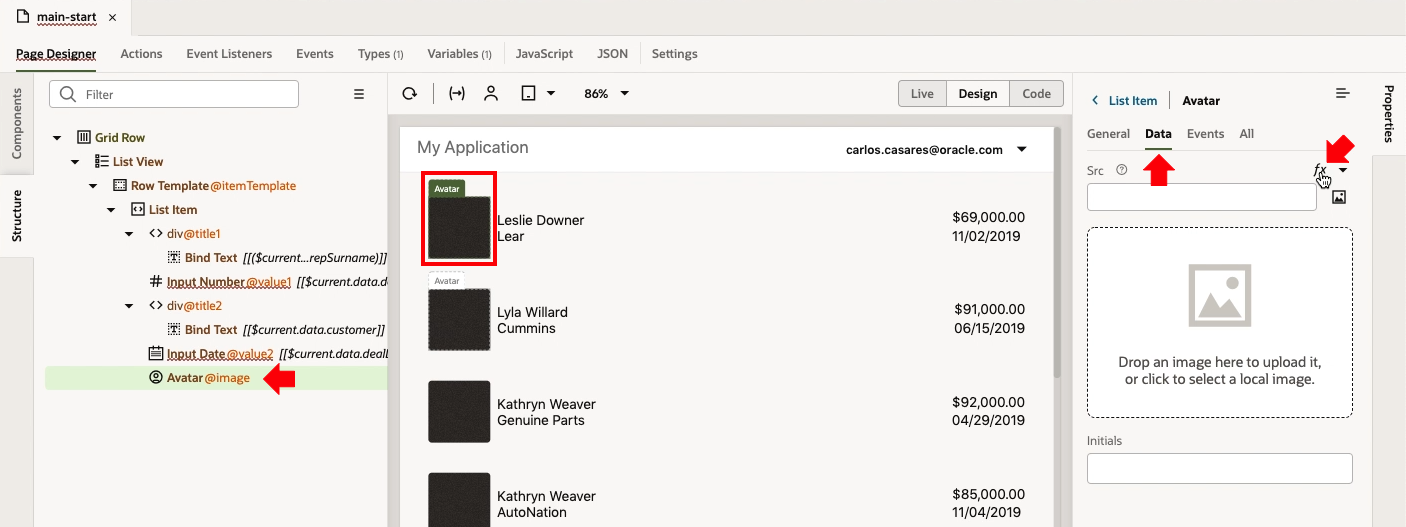 main-start
Page Designer
Actions
Event Listeners
Events
Types (1)
Variables (1)
JavaScript
JSON
Settings
Components
Structure
Filter
Grid Row
List View
Row Template@itemTemplate
List Item
div@title1
Bind Text [[($current...repSurname)]]
Input Number@value1 [[$current.data.d
div@title2
Bind Text [[$current.data.customer]]
Input Date@value2 [[$current.data.deall
Avatar@image
86%
Live
Design
Code
My Application
carlos.casares@oracle.com
Avatar
Leslie Downer
Lear
$69,000.00
11/02/2019
Avatar
Lyla Willard
Cummins
$91,000.00
06/15/2019
Kathryn Weaver
Genuine Parts
$92,000.00
04/29/2019
Kathryn Weaver
AutoNation
$85,000.00
11/04/2019
List Item
Avatar
General
Data
Events
All
Src
fx
Drop an image here to upload it,
or click to select a local image.
Initials
Properties